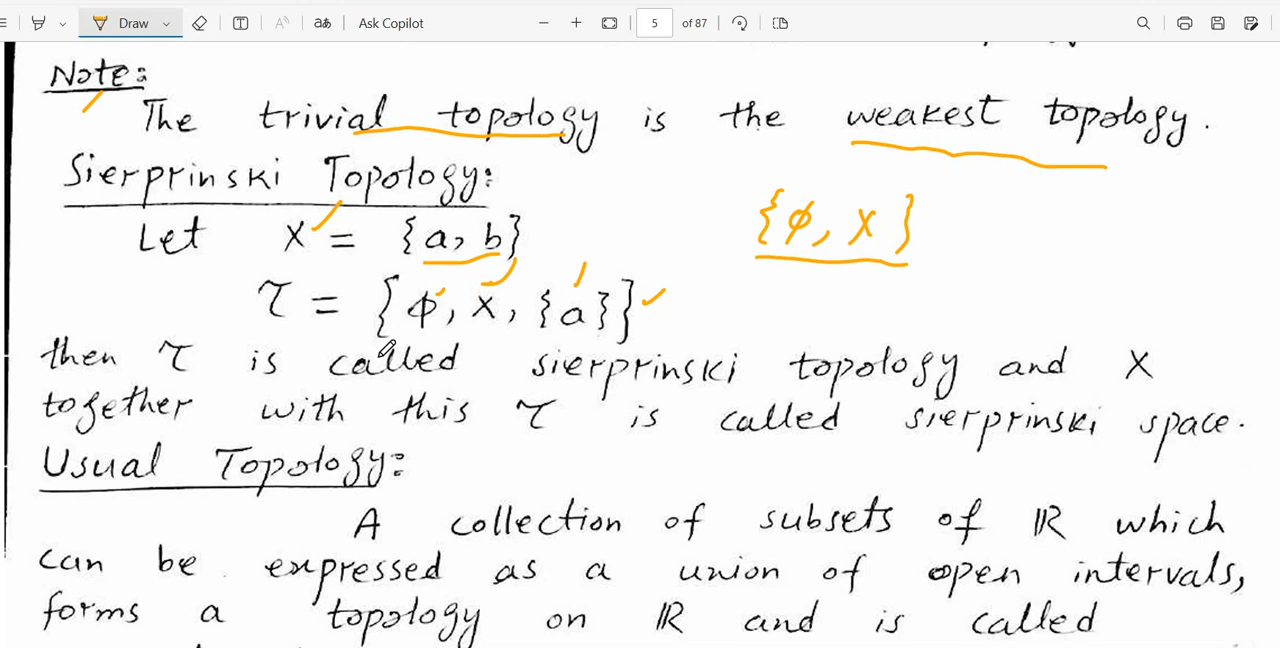 Draw
aあ
Ask Copilot
5 of 87
Note:
The trivial topology is the weakest topology.
Sierprinski Topology:
{φ, X}
Let X = {a, b}
τ = {φ, X, {a}}
then τ is called sierprinski topology and X
together with this τ is called sierprinski space.
Usual Topology:
A collection of subsets of ℝ which
can be expressed as a union of open intervals,
forms a topology on ℝ and is called